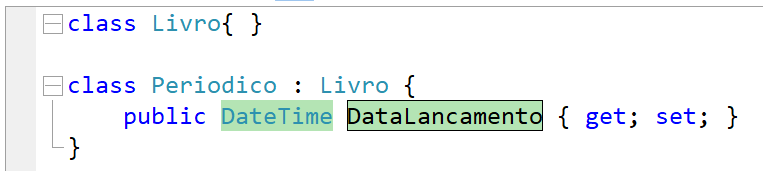 class Livro{ }
class Periodico : Livro {
public DateTime DataLancamento { get; set; }
}